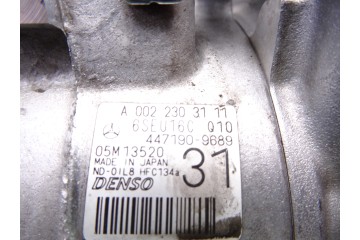 A 002 230 31 11
6SEU16C 010
447190-9689
05M13520
MADE IN JAPAN
ND-OIL8 HFC134a
31
DENSO